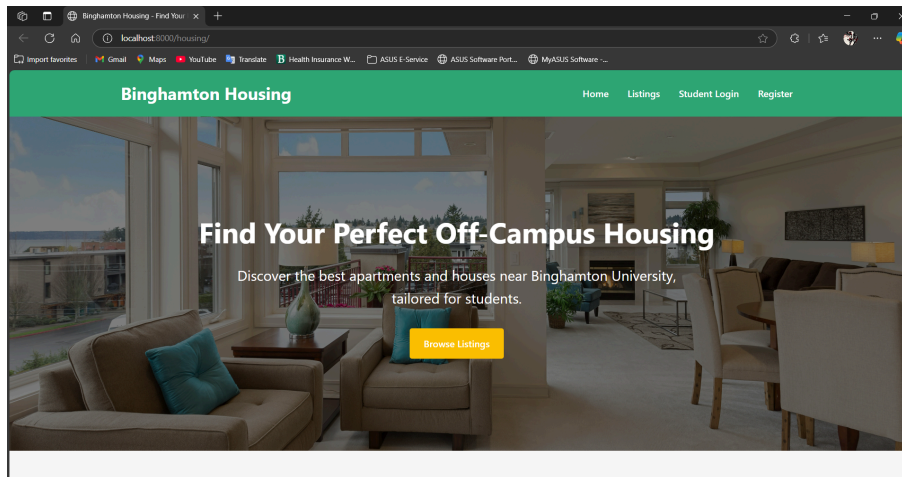 Binghamton Housing - Find Your
localhost:8000/housing/
Import favorites
Gmail
Maps
YouTube
Translate
Health Insurance W...
ASUS E-Service
ASUS Software Port...
MyASUS Software -...
Binghamton Housing
Home
Listings
Student Login
Register
Find Your Perfect Off-Campus Housing
Discover the best apartments and houses near Binghamton University,
tailored for students.
Browse Listings